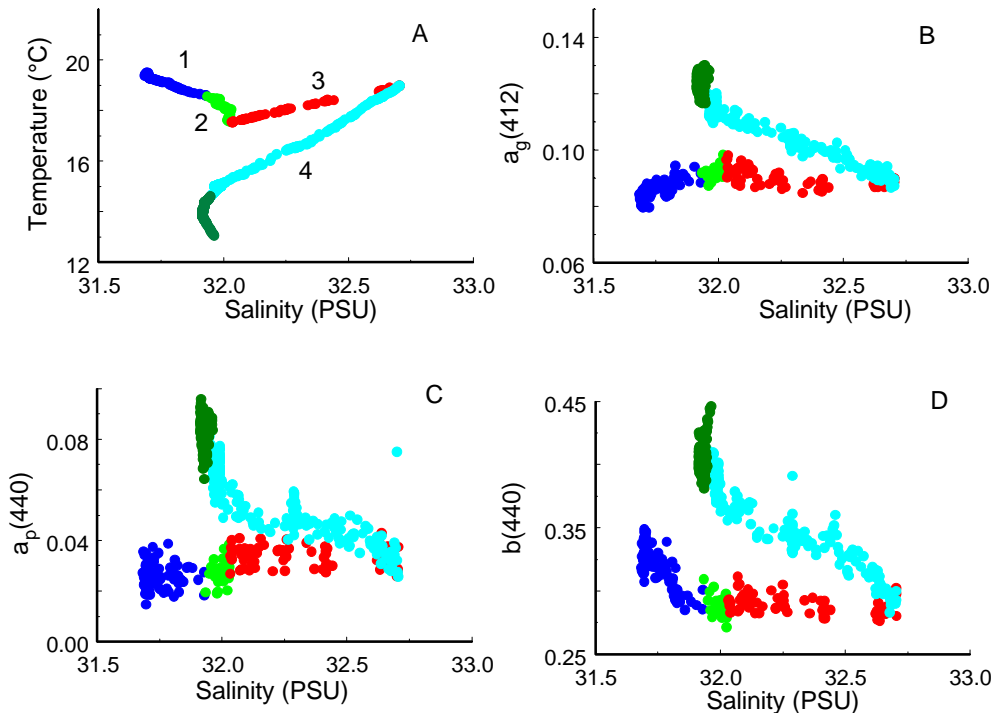 A
20
16
12
Temperature (°C)
1
2
3
4
31.5 32.0 32.5 33.0
Salinity (PSU)
B
0.14
0.10
0.06
ag(412)
31.5 32.0 32.5 33.0
Salinity (PSU)
C
0.08
0.04
0.00
ap(440)
31.5 32.0 32.5 33.0
Salinity (PSU)
D
0.45
0.35
0.25
b(440)
31.5 32.0 32.5 33.0
Salinity (PSU)